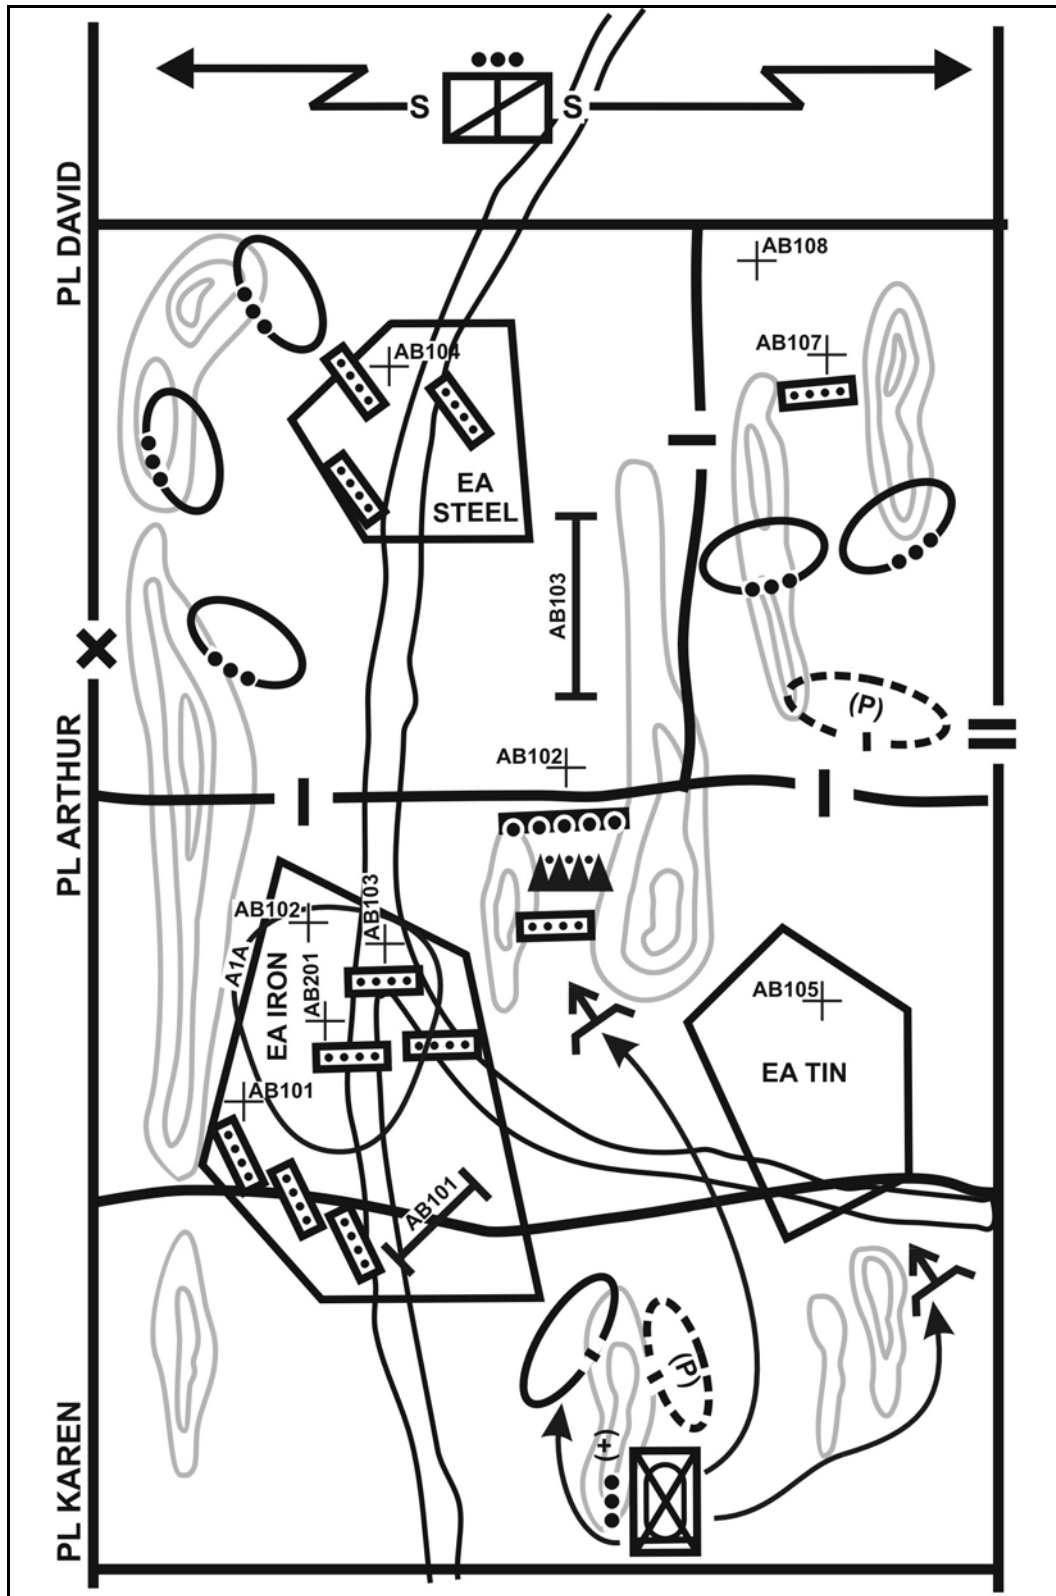 S
S
PL DAVID
AB108
AB104
AB107
EA
STEEL
AB103
(P)
PL ARTHUR
AB102
AB102
AB103
A1A
AB201
EA IRON
AB105
EA TIN
AB101
AB101
(P)
(+)
PL KAREN